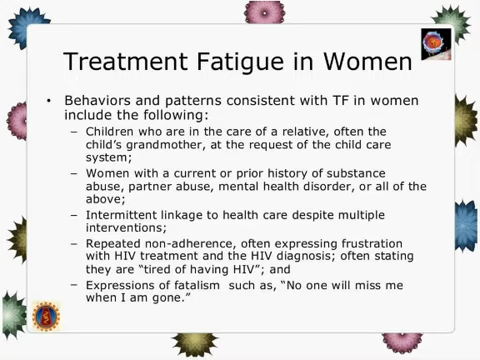 Treatment Fatigue in Women
• Behaviors and patterns consistent with TF in women
include the following:
– Children who are in the care of a relative, often the
child's grandmother, at the request of the child care
system;
– Women with a current or prior history of substance
abuse, partner abuse, mental health disorder, or all of the
above;
– Intermittent linkage to health care despite multiple
interventions;
– Repeated non-adherence, often expressing frustration
with HIV treatment and the HIV diagnosis; often stating
they are “tired of having HIV”; and
– Expressions of fatalism such as, “No one will miss me
when I am gone.”